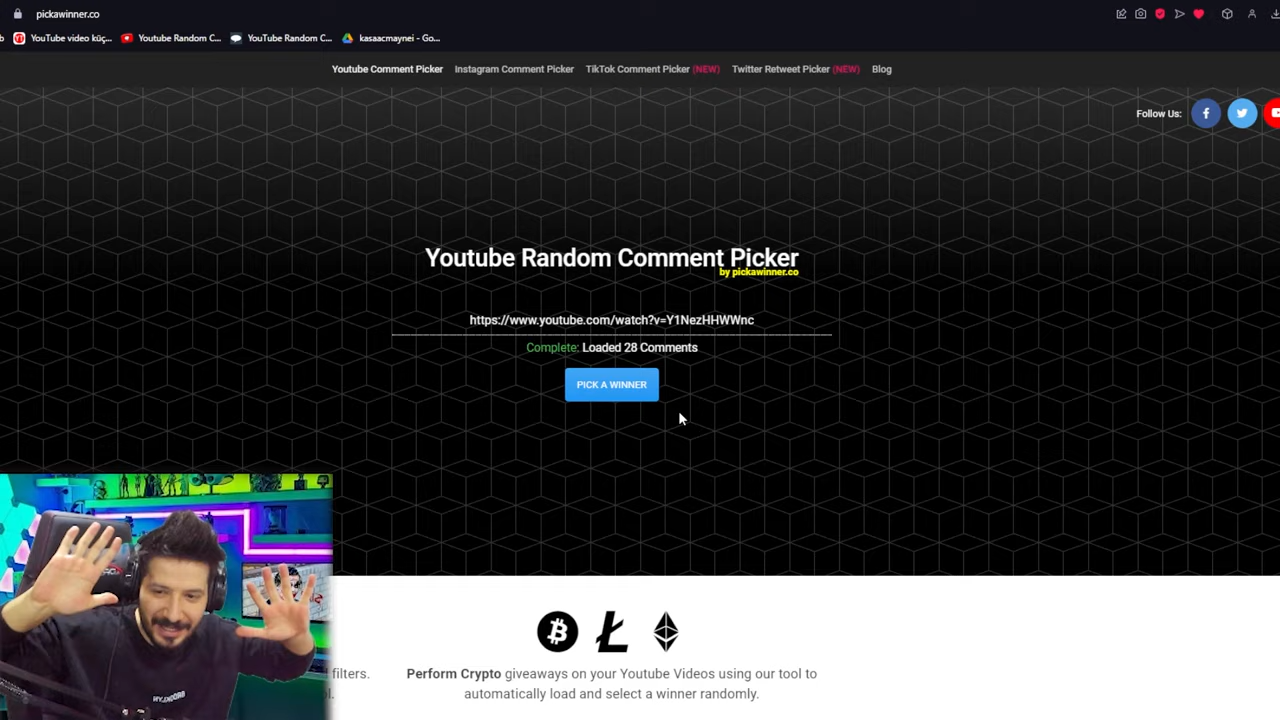 pickawinner.co
YouTube video küç... Youtube Random C... YouTube Random C... kasaacmaynei - Go...
Youtube Comment Picker Instagram Comment Picker TikTok Comment Picker (NEW) Twitter Retweet Picker (NEW) Blog
Follow Us:
Youtube Random Comment Picker
by pickawinner.co
https://www.youtube.com/watch?v=Y1NezHHWWnc
Complete: Loaded 28 Comments
PICK A WINNER
filters.
Perform Crypto giveaways on your Youtube Videos using our tool to
automatically load and select a winner randomly.